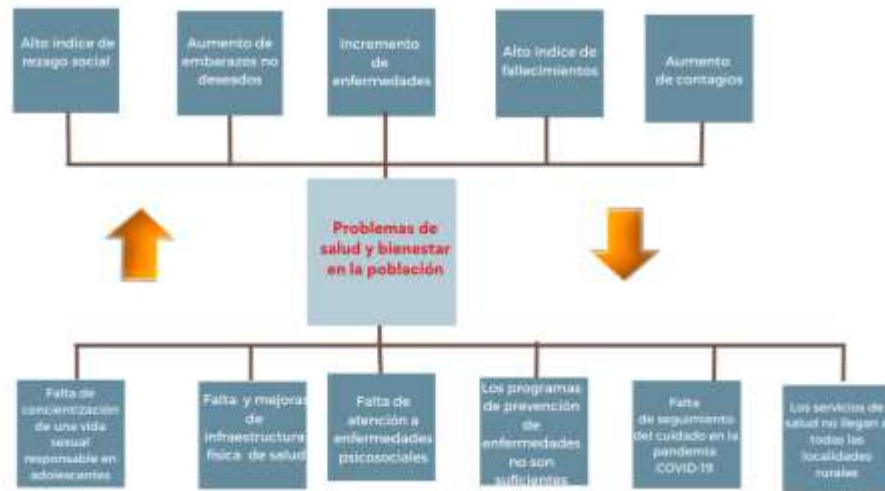 Alto índice de
rezago social
Aumento de
embarazos no
deseados
Incremento
de
enfermedades
Alto índice de
fallecimientos
Aumento
de contagios
Problemas de
salud y bienestar
en la población
Falta de
concientización
de una vida
sexual
responsable en
adolescentes
Falta y mejoras
de
infraestructura
física de salud
Falta de
atención a
enfermedades
psicosociales
Los programas
de prevención
de
enfermedades
no son
suficientes
Falta
de seguimiento
del cuidado en la
pandemia
COVID-19
Los servicios de
salud no llegan a
todas las
localidades
rurales